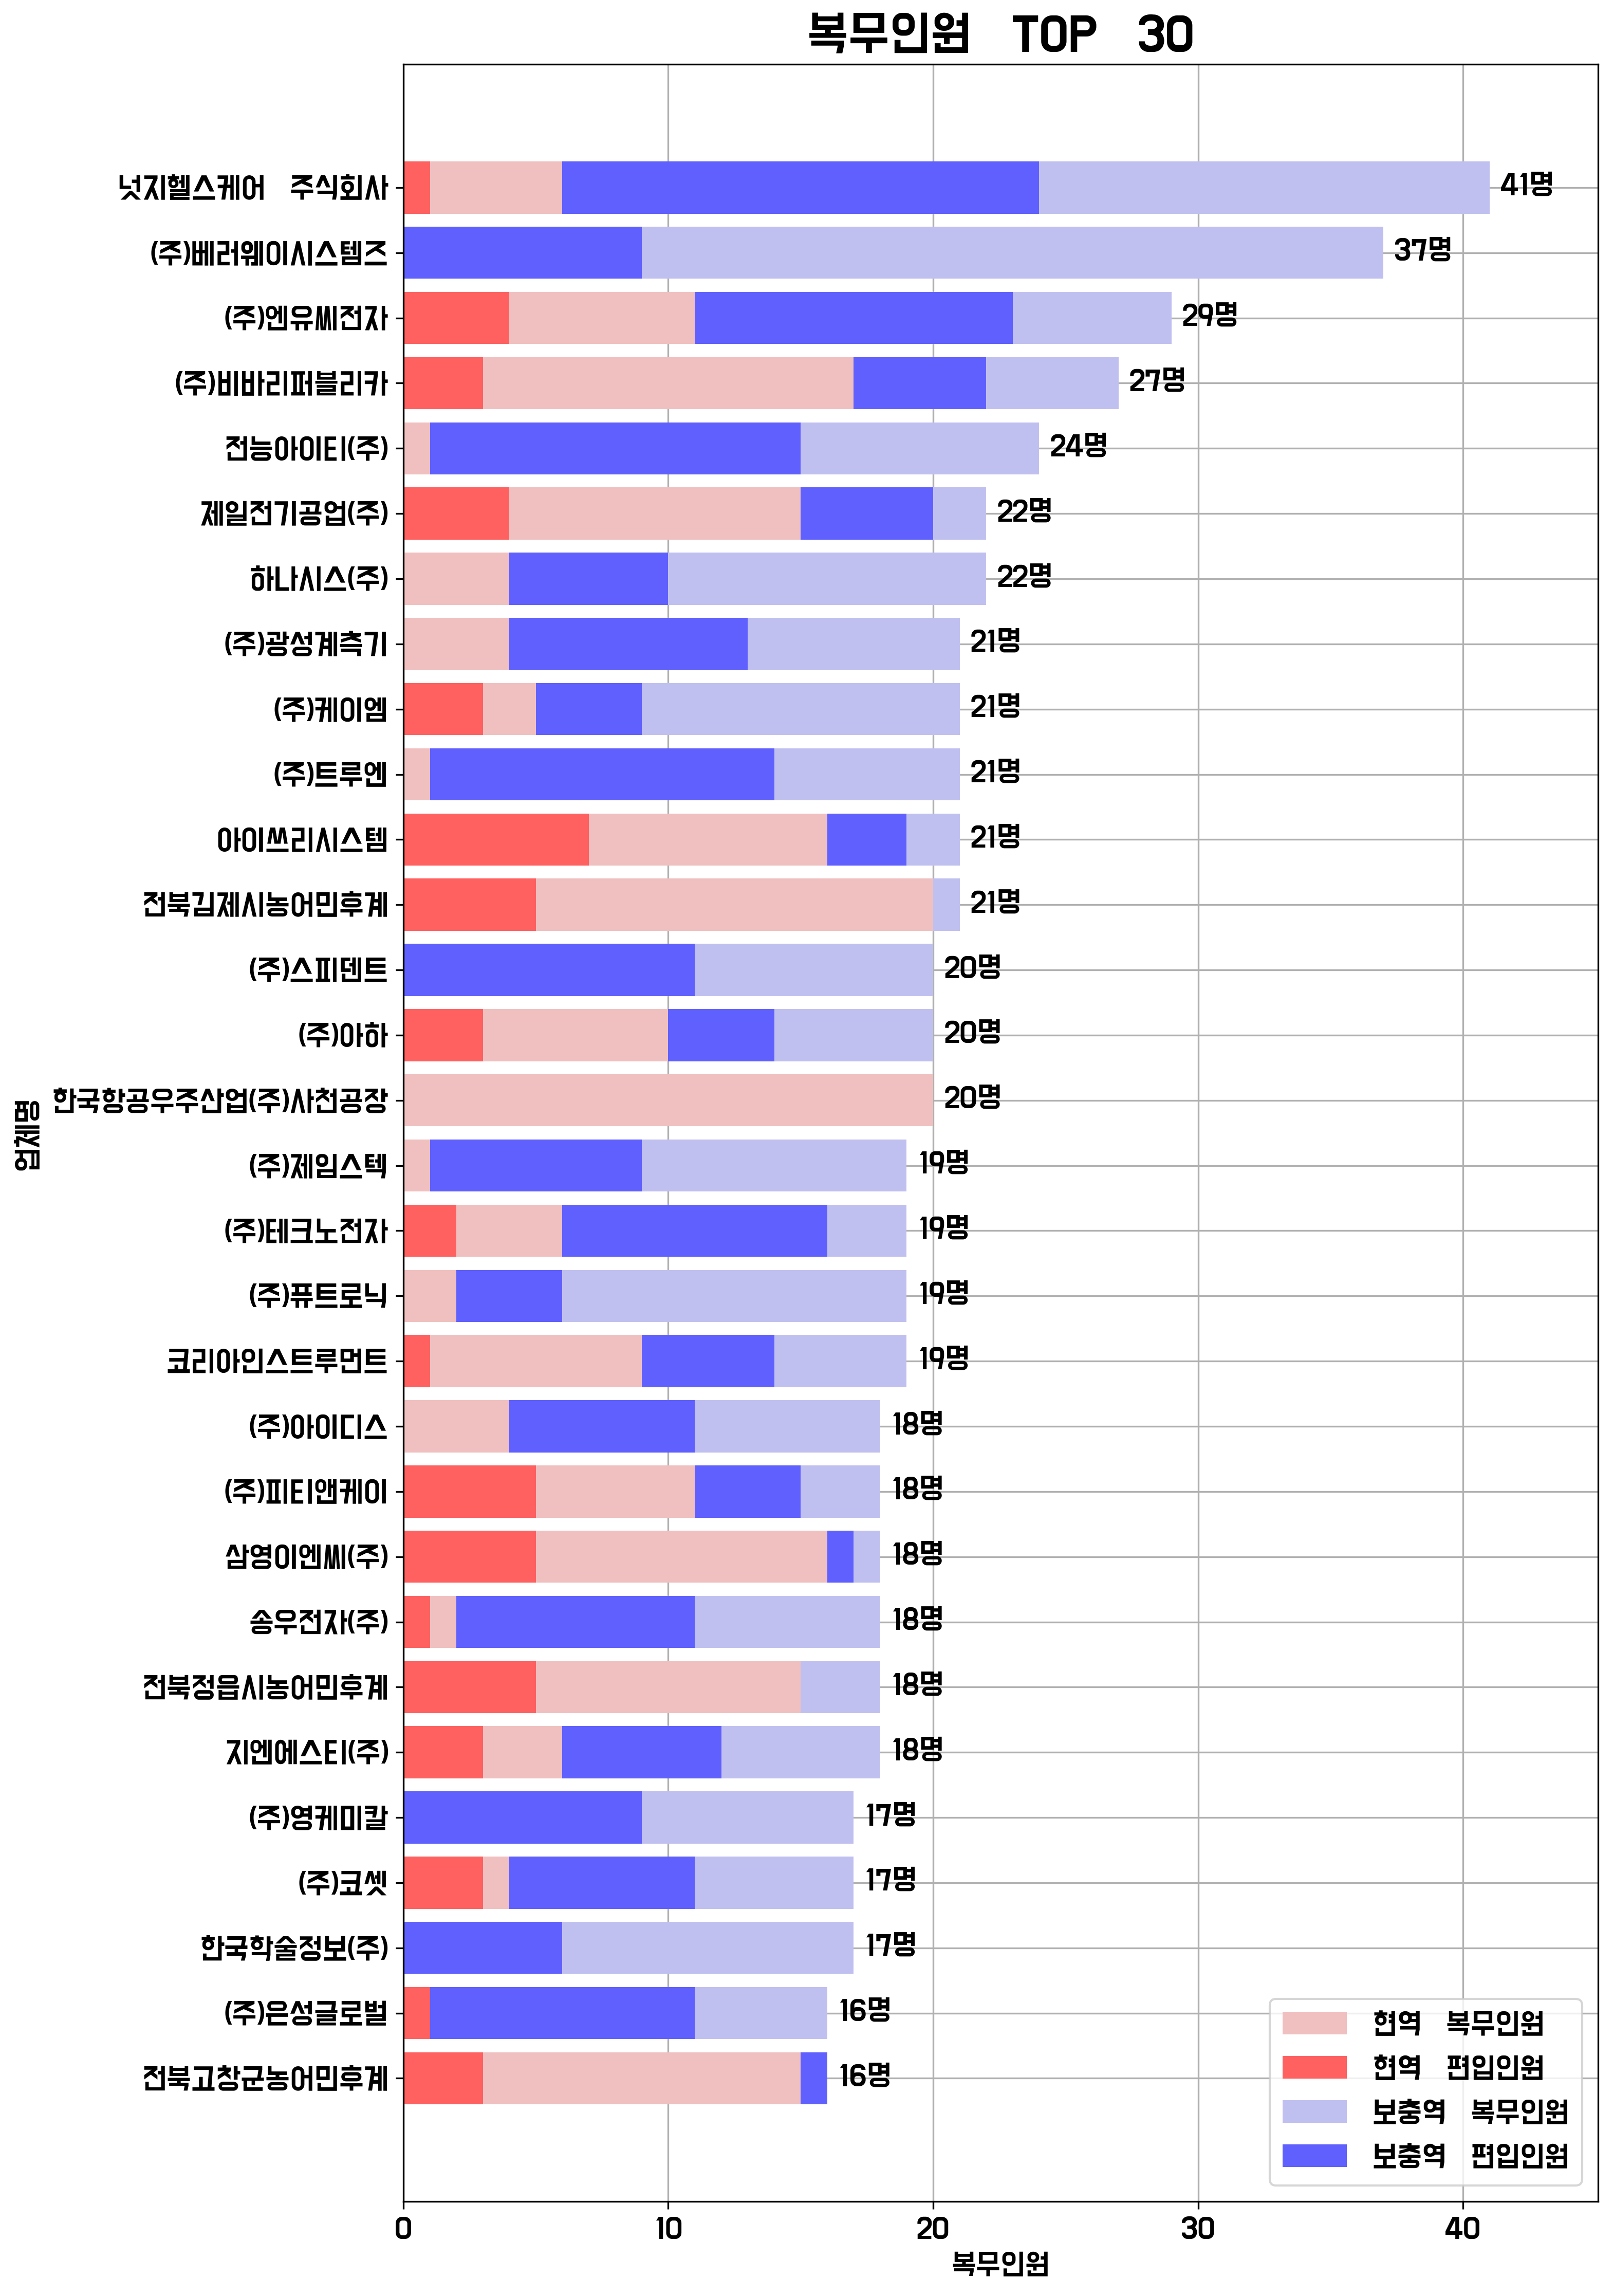 복무인원 TOP 30
넛지헬스케어 주식회사 41명
(주)베러웨이시스템즈 37명
(주)엔유씨전자 29명
(주)비바리퍼블리카 27명
전능아이티(주) 24명
제일전기공업(주) 22명
하나시스(주) 22명
(주)광성계측기 21명
(주)케이엠 21명
(주)트루엔 21명
아이쓰리시스템 21명
전북김제시농어민후계 21명
(주)스피덴트 20명
(주)아하 20명
한국항공우주산업(주)사천공장 20명
(주)제임스텍 19명
(주)테크노전자 19명
(주)퓨트로닉 19명
코리아인스트루먼트 19명
(주)아이디스 18명
(주)피티앤케이 18명
삼영이엔씨(주) 18명
송우전자(주) 18명
전북정읍시농어민후계 18명
지엔에스티(주) 18명
(주)영케미칼 17명
(주)코셋 17명
한국학술정보(주) 17명
(주)은성글로벌 16명
전북고창군농어민후계 16명
업체명
현역 복무인원
현역 편입인원
보충역 복무인원
보충역 편입인원
0 10 20 30 40
복무인원